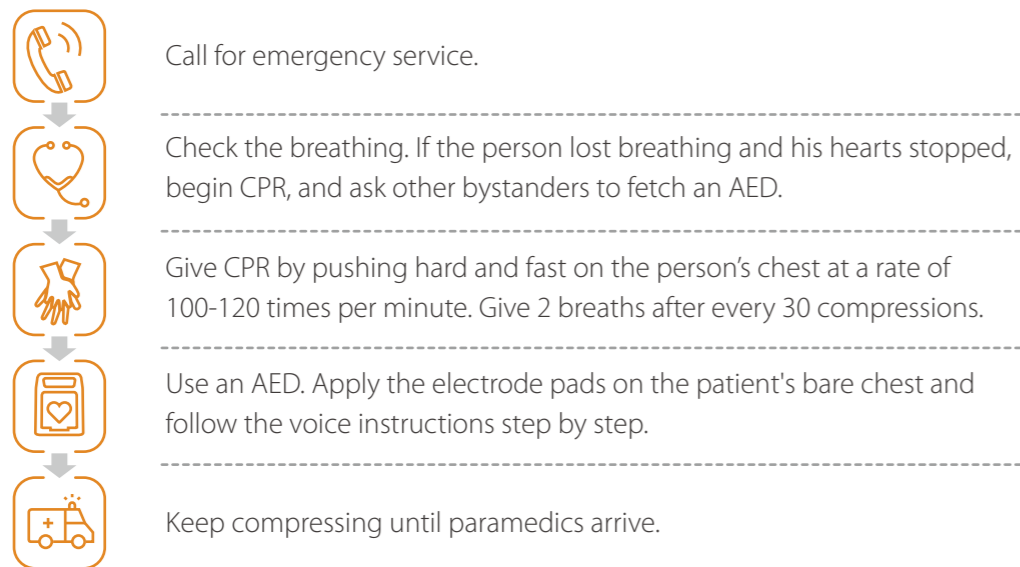 Call for emergency service.
Check the breathing. If the person lost breathing and his hearts stopped,
begin CPR, and ask other bystanders to fetch an AED.
Give CPR by pushing hard and fast on the person’s chest at a rate of
100-120 times per minute. Give 2 breaths after every 30 compressions.
Use an AED. Apply the electrode pads on the patient's bare chest and
follow the voice instructions step by step.
Keep compressing until paramedics arrive.